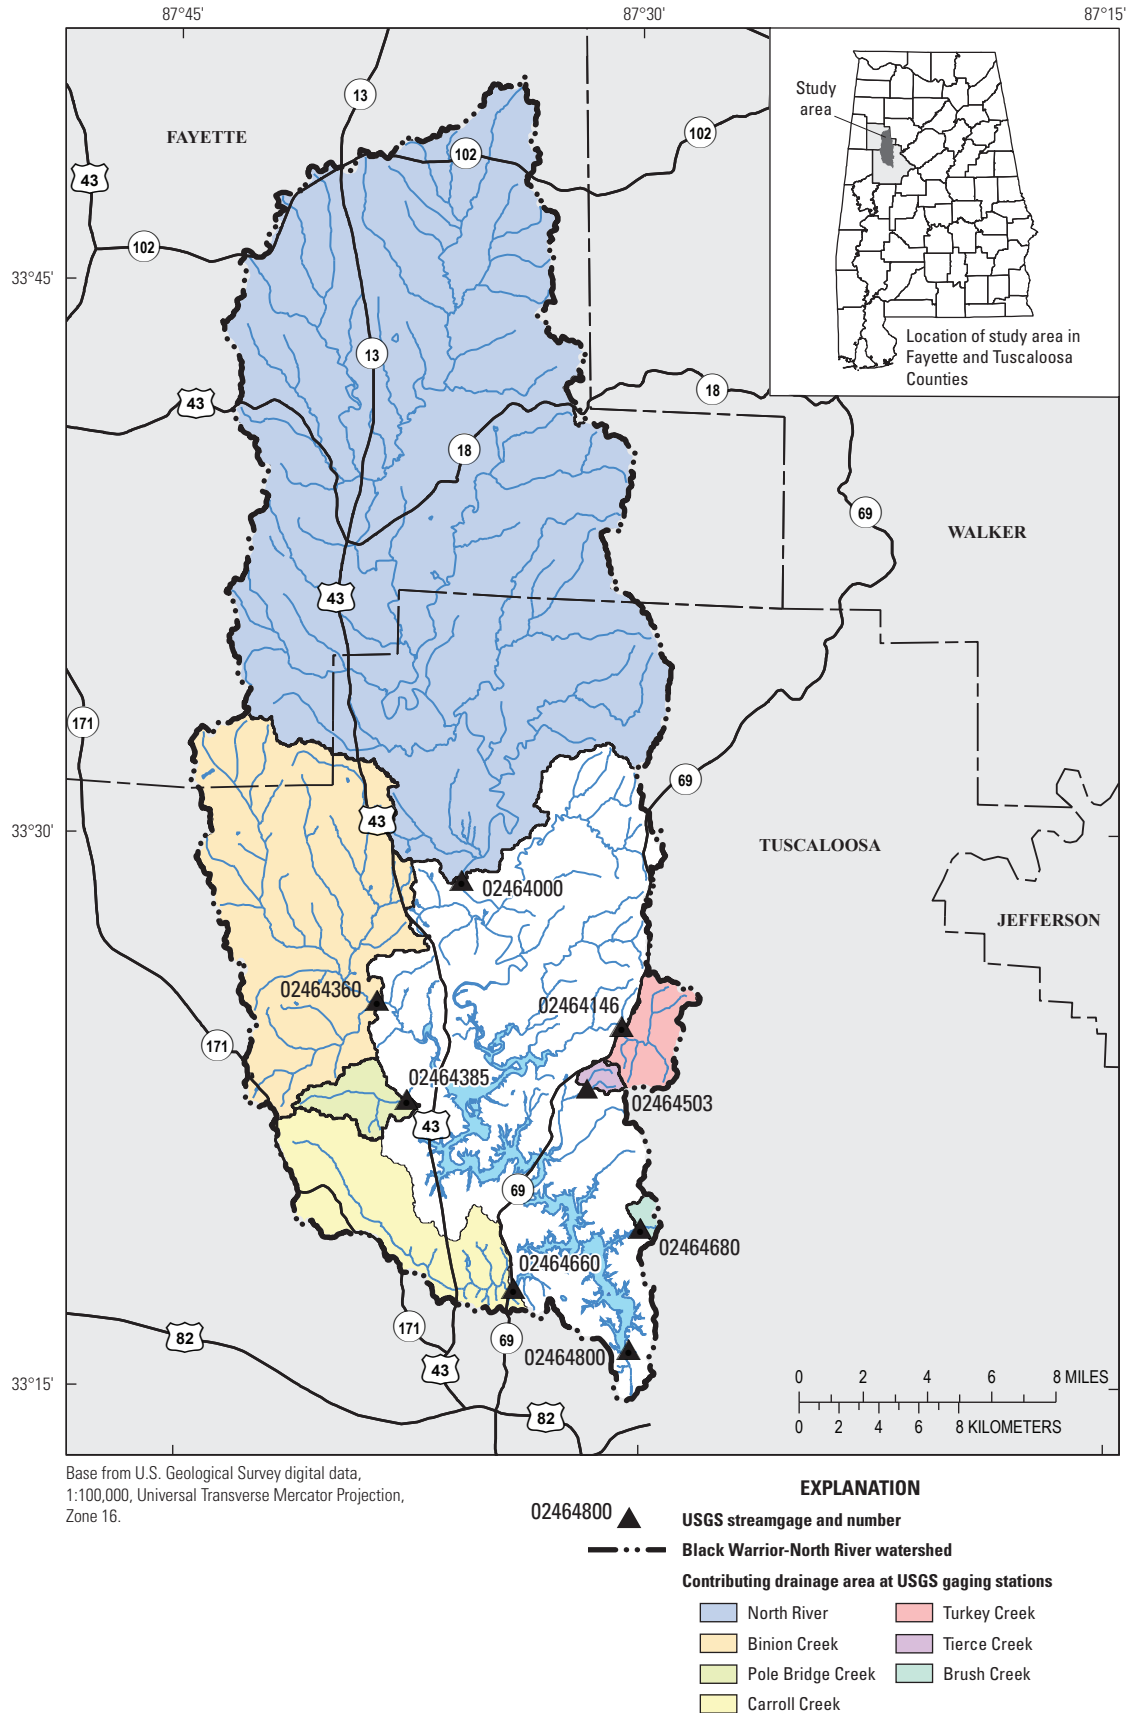 87°45'
87°30'
87°15'
13
FAYETTE
102
102
43
102
Study
area
33°45'
13
Location of study area in
Fayette and Tuscaloosa
Counties
43
18
18
69
WALKER
43
171
69
43
33°30'
TUSCALOOSA
02464000
JEFFERSON
02464360
02464146
171
02464385
02464503
43
69
02464680
02464660
171
82
69
02464800
43
33°15'
82
0 2 4 6 8 MILES
0 2 4 6 8 KILOMETERS
Base from U.S. Geological Survey digital data,
1:100,000, Universal Transverse Mercator Projection,
Zone 16.
EXPLANATION
02464800 USGS streamgage and number
Black Warrior-North River watershed
Contributing drainage area at USGS gaging stations
North River
Binion Creek
Pole Bridge Creek
Carroll Creek
Turkey Creek
Tierce Creek
Brush Creek